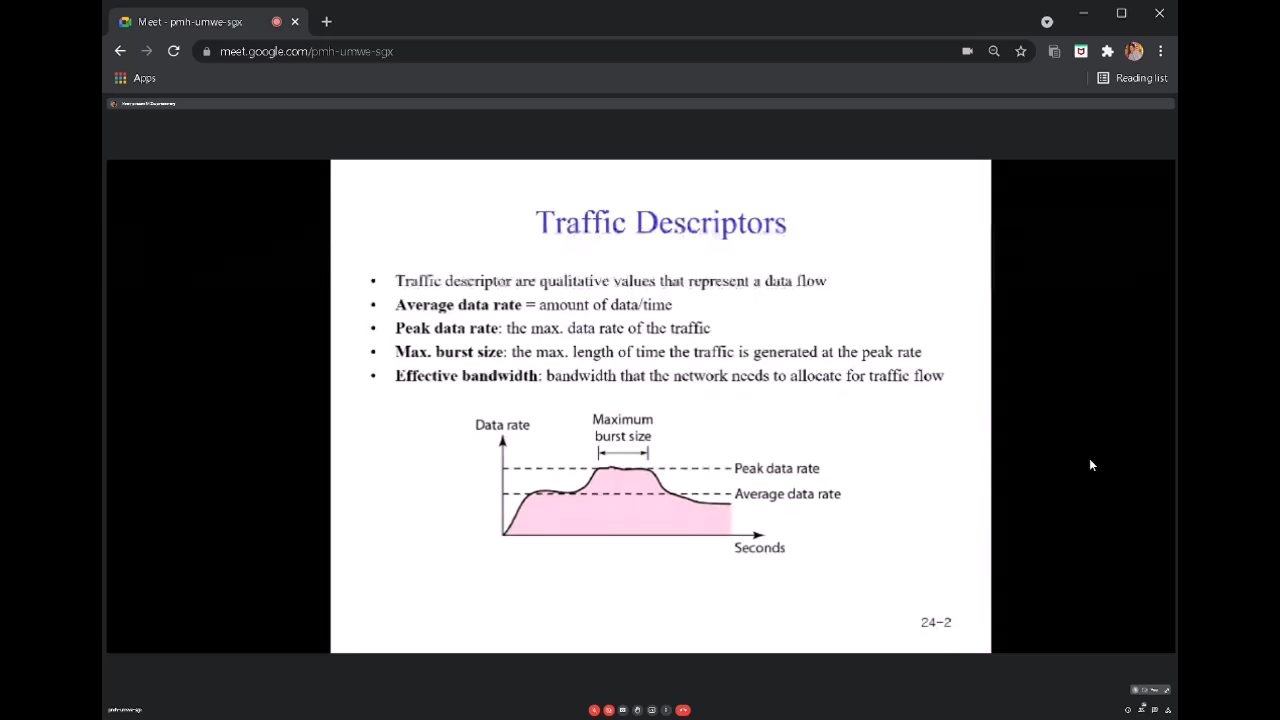 Meet - pmh-umwe-sgx
meet.google.com/pmh-umwe-sgx
Apps
Reading list
Traffic Descriptors
• Traffic descriptor are qualitative values that represent a data flow
• Average data rate = amount of data/time
• Peak data rate: the max. data rate of the traffic
• Max. burst size: the max. length of time the traffic is generated at the peak rate
• Effective bandwidth: bandwidth that the network needs to allocate for traffic flow
Data rate
Maximum
burst size
Peak data rate
Average data rate
Seconds
24-2
pmh-umwe-sgx